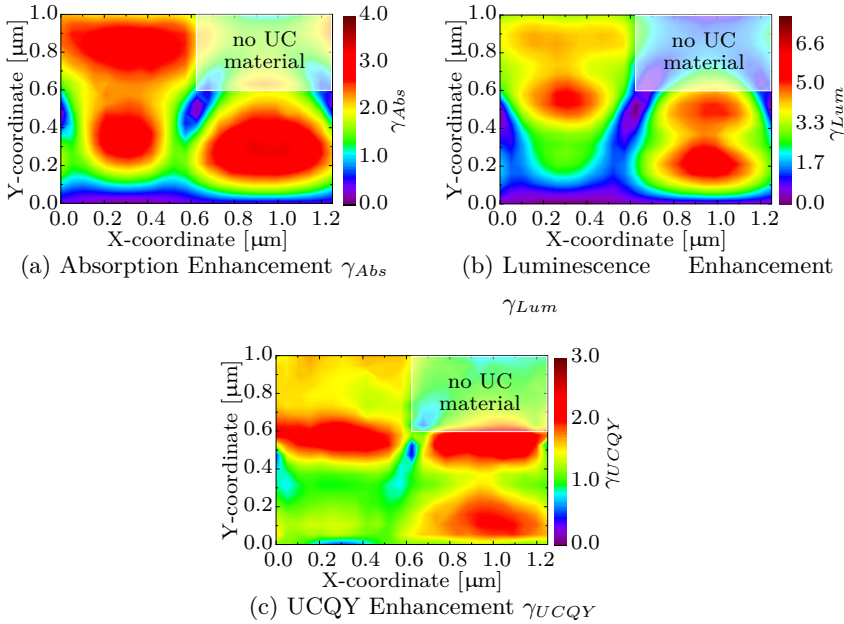 1.0
0.8
0.6
0.4
0.2
0.0
Y-coordinate [μm]
no UC
material
0.0 0.2 0.4 0.6 0.8 1.0 1.2
X-coordinate [μm]
4.0
3.0
2.0
1.0
0.0
γAbs
(a) Absorption Enhancement γAbs
1.0
0.8
0.6
0.4
0.2
0.0
Y-coordinate [μm]
no UC
material
0.0 0.2 0.4 0.6 0.8 1.0 1.2
X-coordinate [μm]
6.6
5.0
3.3
1.7
0.0
γLum
(b) Luminescence Enhancement
γLum
1.0
0.8
0.6
0.4
0.2
0.0
Y-coordinate [μm]
no UC
material
0.0 0.2 0.4 0.6 0.8 1.0 1.2
X-coordinate [μm]
3.0
2.0
1.0
0.0
γUCQY
(c) UCQY Enhancement γUCQY